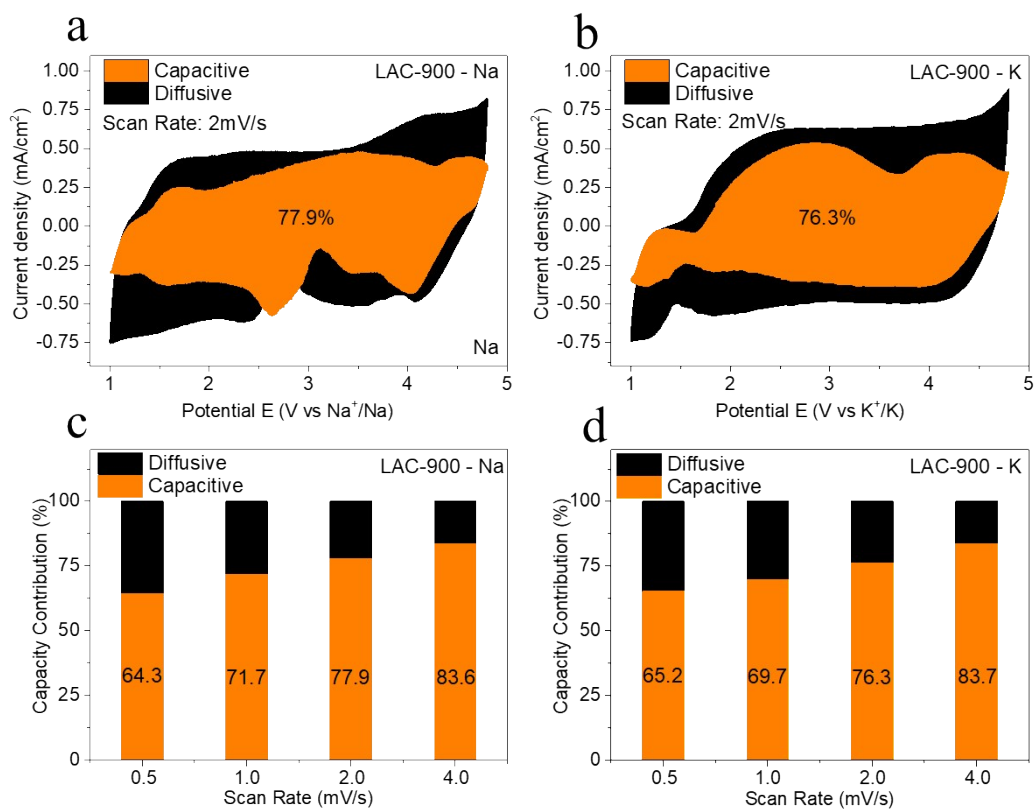 a
Capacitive
Diffusive
LAC-900 - Na
Scan Rate: 2mV/s
1.00
0.75
0.50
0.25
0.00
-0.25
-0.50
-0.75
77.9%
Na
1 2 3 4 5
Current density (mA/cm²)
Potential E (V vs Na⁺/Na)
b
Capacitive
Diffusive
LAC-900 - K
Scan Rate: 2mV/s
1.00
0.75
0.50
0.25
0.00
-0.25
-0.50
-0.75
76.3%
1 2 3 4 5
Current density (mA/cm²)
Potential E (V vs K⁺/K)
c
Diffusive
Capacitive
LAC-900 - Na
100
75
50
25
0
64.3 71.7 77.9 83.6
0.5 1.0 2.0 4.0
Capacity Contribution (%)
Scan Rate (mV/s)
d
Diffusive
Capacitive
LAC-900 - K
100
75
50
25
0
65.2 69.7 76.3 83.7
0.5 1.0 2.0 4.0
Capacity Contribution (%)
Scan Rate (mV/s)